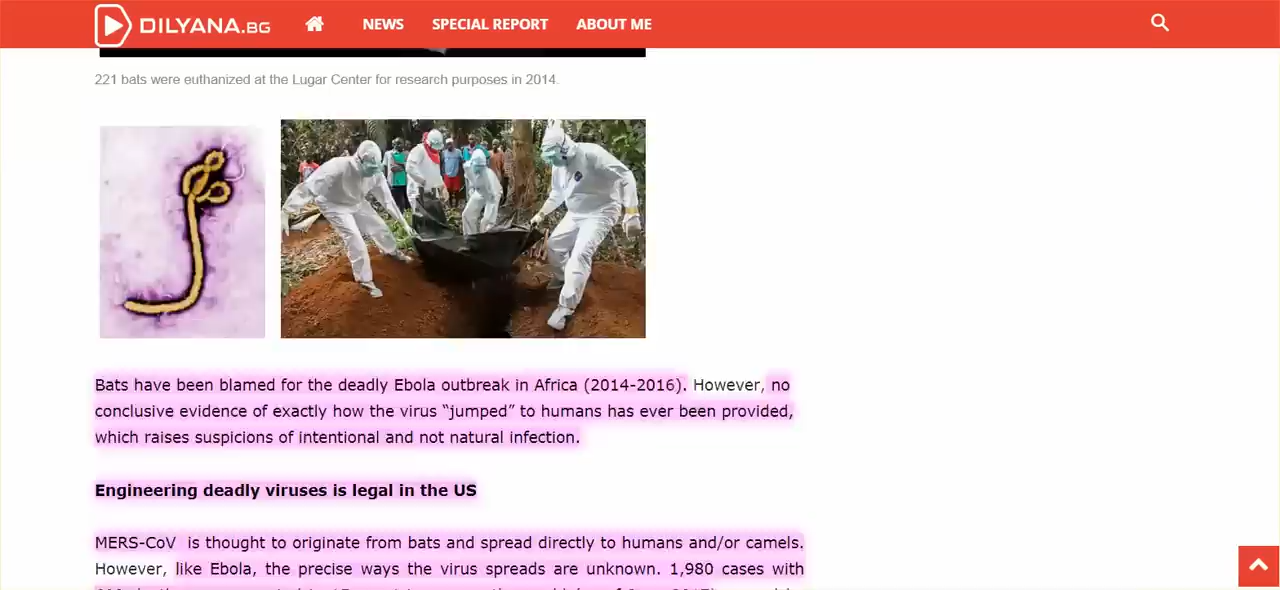 DILYANA.BG NEWS SPECIAL REPORT ABOUT ME
221 bats were euthanized at the Lugar Center for research purposes in 2014.
Bats have been blamed for the deadly Ebola outbreak in Africa (2014-2016). However, no
conclusive evidence of exactly how the virus “jumped” to humans has ever been provided,
which raises suspicions of intentional and not natural infection.
Engineering deadly viruses is legal in the US
MERS-CoV is thought to originate from bats and spread directly to humans and/or camels.
However, like Ebola, the precise ways the virus spreads are unknown. 1,980 cases with